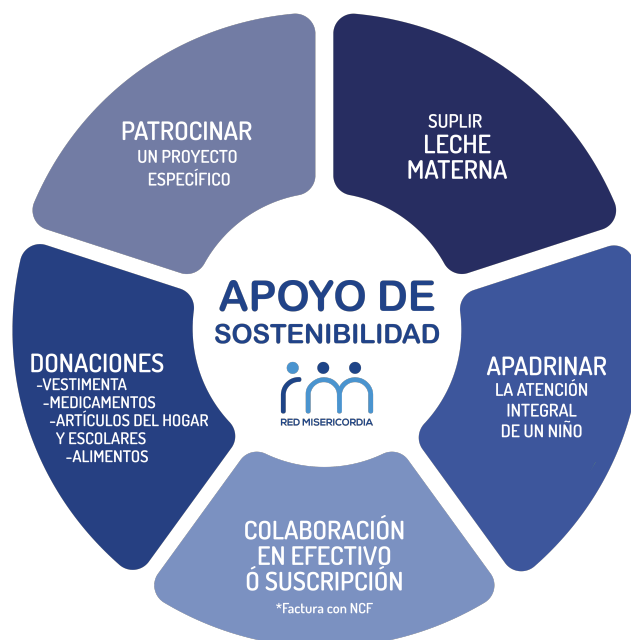 PATROCINAR
UN PROYECTO
ESPECÍFICO
SUPLIR
LECHE
MATERNA
APOYO DE
SOSTENIBILIDAD
rm
RED MISERICORDIA
DONACIONES
-VESTIMENTA
-MEDICAMENTOS
-ARTÍCULOS DEL HOGAR
Y ESCOLARES
-ALIMENTOS
APADRINAR
LA ATENCIÓN
INTEGRAL
DE UN NIÑO
COLABORACIÓN
EN EFECTIVO
Ó SUSCRIPCIÓN
*Factura con NCF